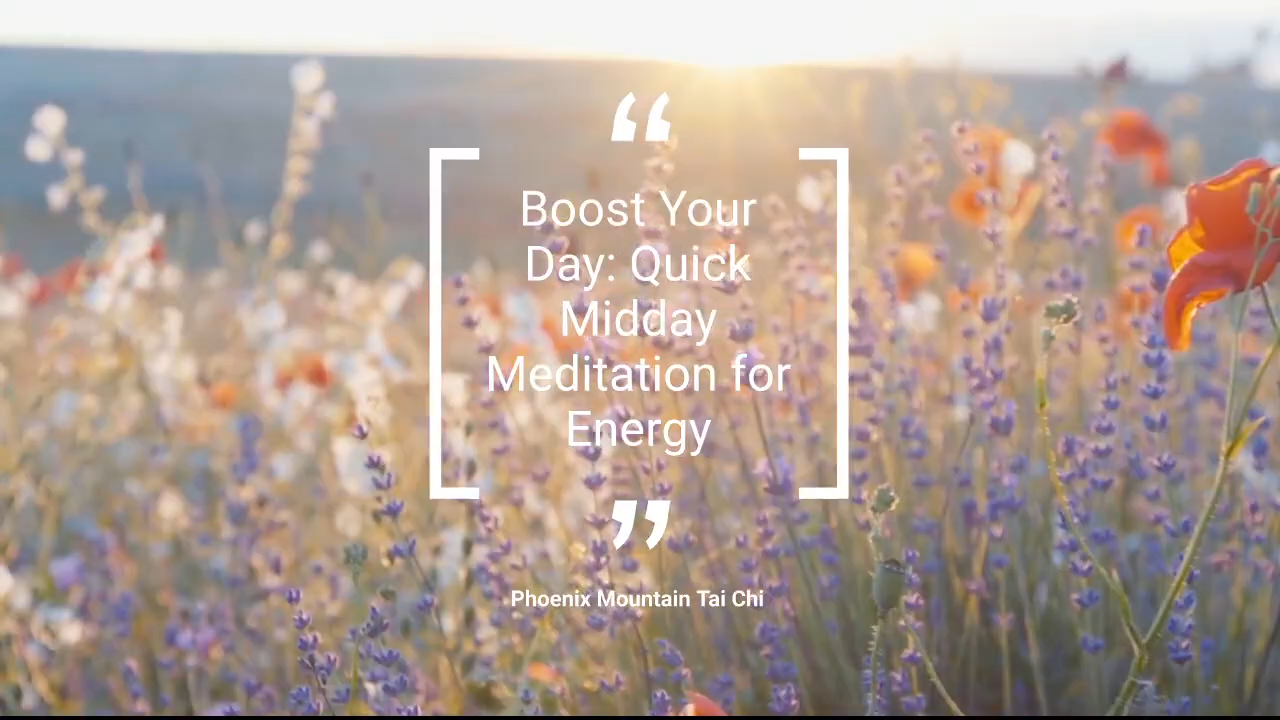 “
Boost Your
Day: Quick
Midday
Meditation for
Energy
”
Phoenix Mountain Tai Chi